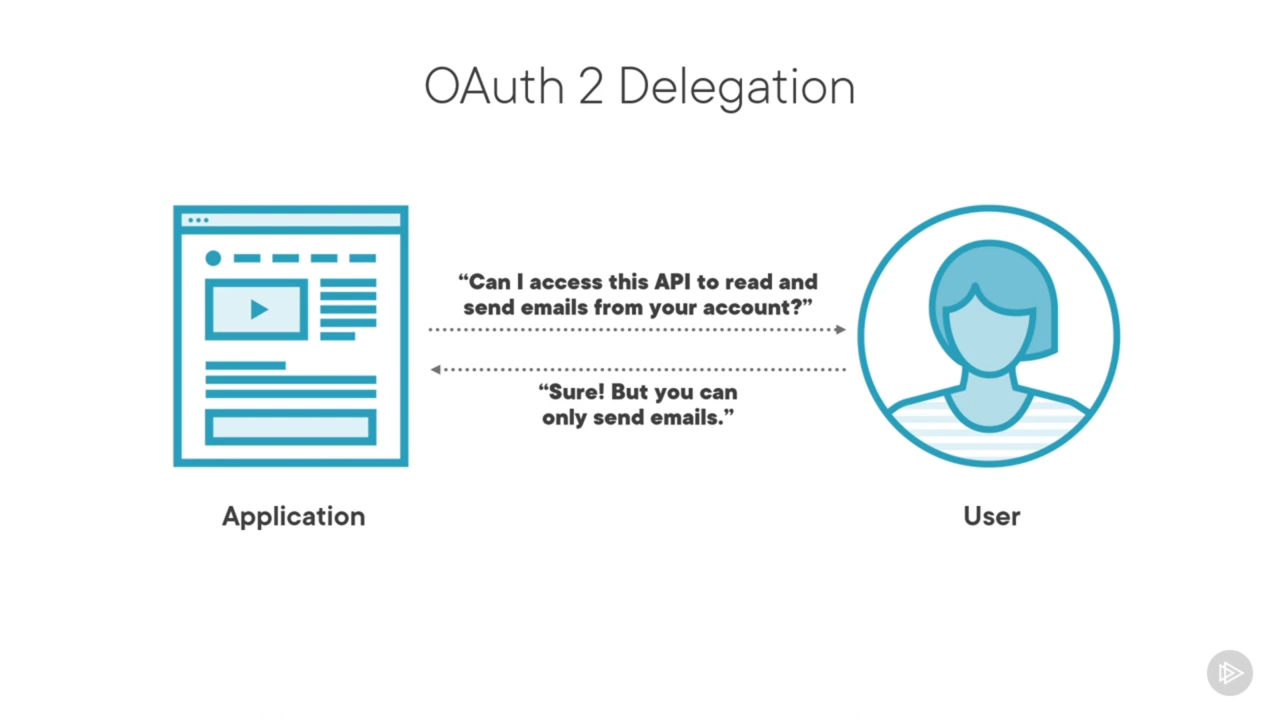 OAuth 2 Delegation
“Can I access this API to read and
send emails from your account?”
“Sure! But you can
only send emails.”
Application
User